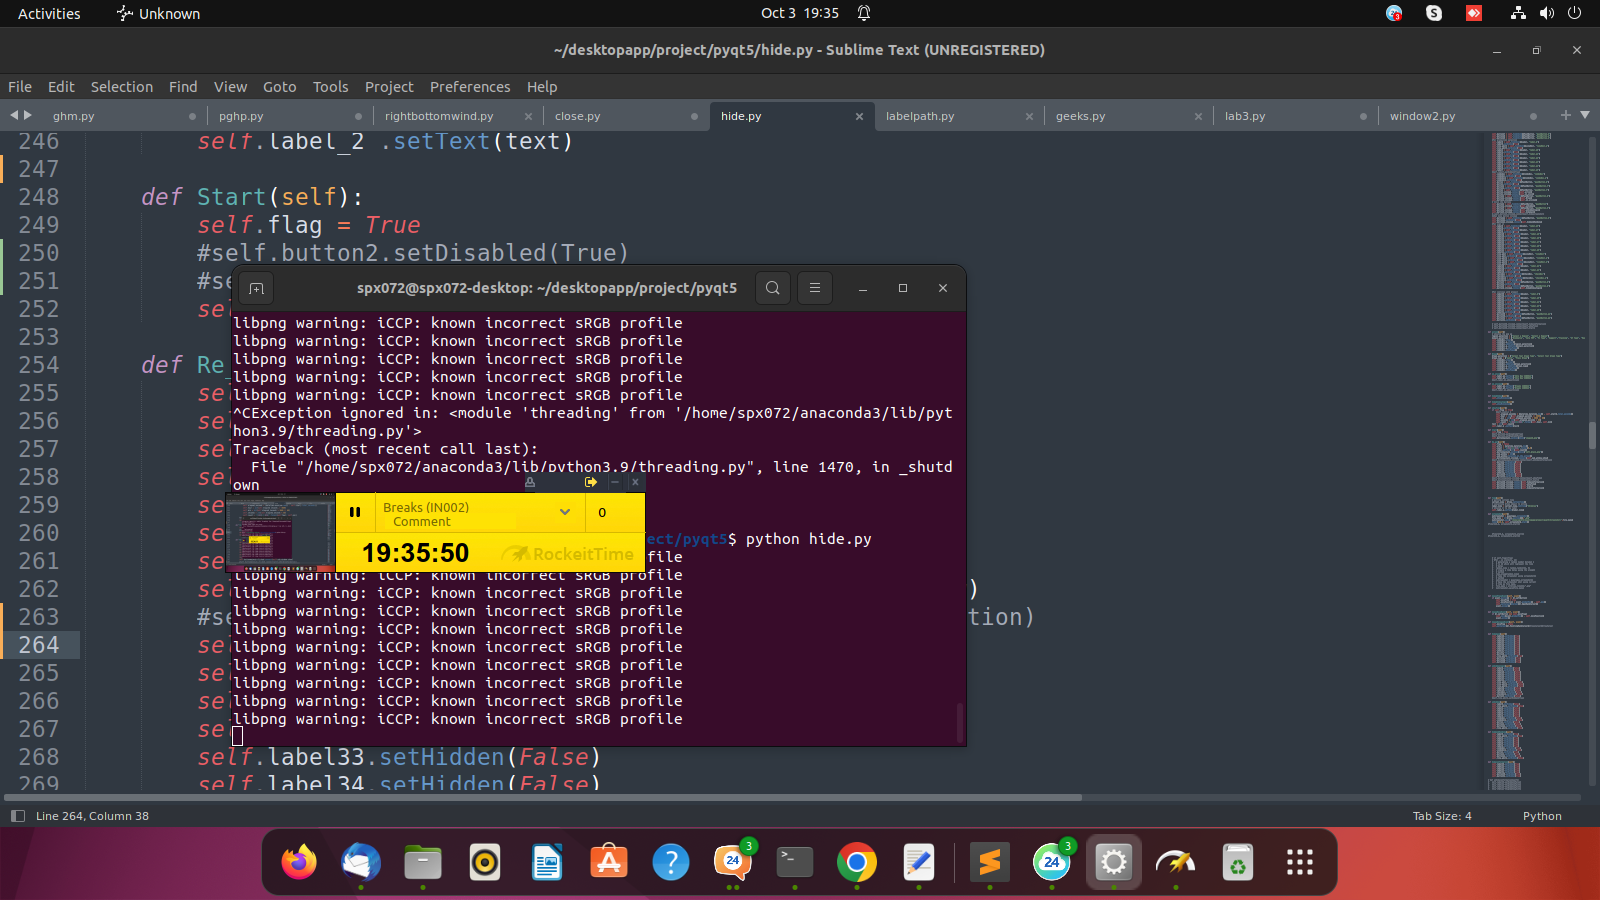 Activities
Unknown
Oct 3 19:35
~/desktopapp/project/pyqt5/hide.py - Sublime Text (UNREGISTERED)
File Edit Selection Find View Goto Tools Project Preferences Help
ghm.py
pghp.py
rightbottomwind.py
close.py
hide.py
labelpath.py
geeks.py
lab3.py
window2.py
246 self.label_2 .setText(text)
247
248 def Start(self):
249 self.flag = True
250 #self.button2.setDisabled(True)
251 #s
252 se
253
254 def Re
255 se
256 se
257 se
258 se
259 se
260 se
261 se
262 se )
263 #s tion)
264 se
265 se
266 se
267 se
268 self.label33.setHidden(False)
269 self.label34.setHidden(False)
spx072@spx072-desktop: ~/desktopapp/project/pyqt5
libpng warning: iCCP: known incorrect sRGB profile
libpng warning: iCCP: known incorrect sRGB profile
libpng warning: iCCP: known incorrect sRGB profile
libpng warning: iCCP: known incorrect sRGB profile
libpng warning: iCCP: known incorrect sRGB profile
^CException ignored in: <module 'threading' from '/home/spx072/anaconda3/lib/pyt
hon3.9/threading.py'>
Traceback (most recent call last):
File "/home/spx072/anaconda3/lib/python3.9/threading.py", line 1470, in _shutd
own
Breaks (IN002)
Comment
0
19:35:50
RockeitTime
ect/pyqt5$ python hide.py
file
libpng warning: iCCP: known incorrect sRGB profile
libpng warning: iCCP: known incorrect sRGB profile
libpng warning: iCCP: known incorrect sRGB profile
libpng warning: iCCP: known incorrect sRGB profile
libpng warning: iCCP: known incorrect sRGB profile
libpng warning: iCCP: known incorrect sRGB profile
libpng warning: iCCP: known incorrect sRGB profile
libpng warning: iCCP: known incorrect sRGB profile
libpng warning: iCCP: known incorrect sRGB profile
Line 264, Column 38
Tab Size: 4
Python
24
3
24
3